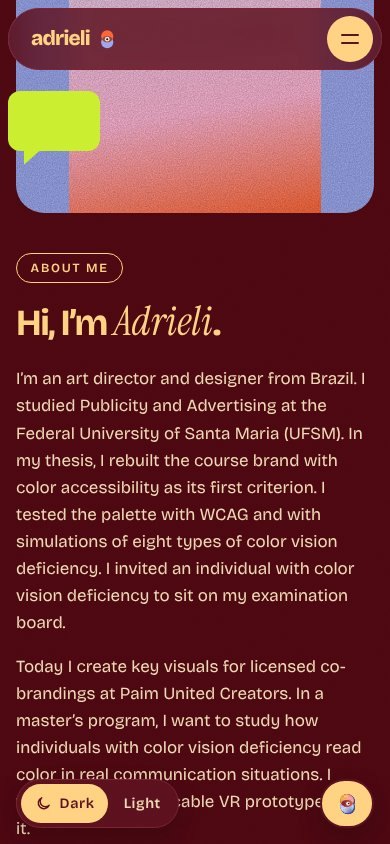 adrieli
ABOUT ME
Hi, I’m Adrieli.
I’m an art director and designer from Brazil. I
studied Publicity and Advertising at the
Federal University of Santa Maria (UFSM). In
my thesis, I rebuilt the course brand with
color accessibility as its first criterion. I
tested the palette with WCAG and with
simulations of eight types of color vision
deficiency. I invited an individual with color
vision deficiency to sit on my examination
board.
Today I create key visuals for licensed co-
brandings at Paim United Creators. In a
master’s program, I want to study how
individuals with color vision deficiency read
color in real communication situations. I
cable VR prototype
it.
Dark
Light